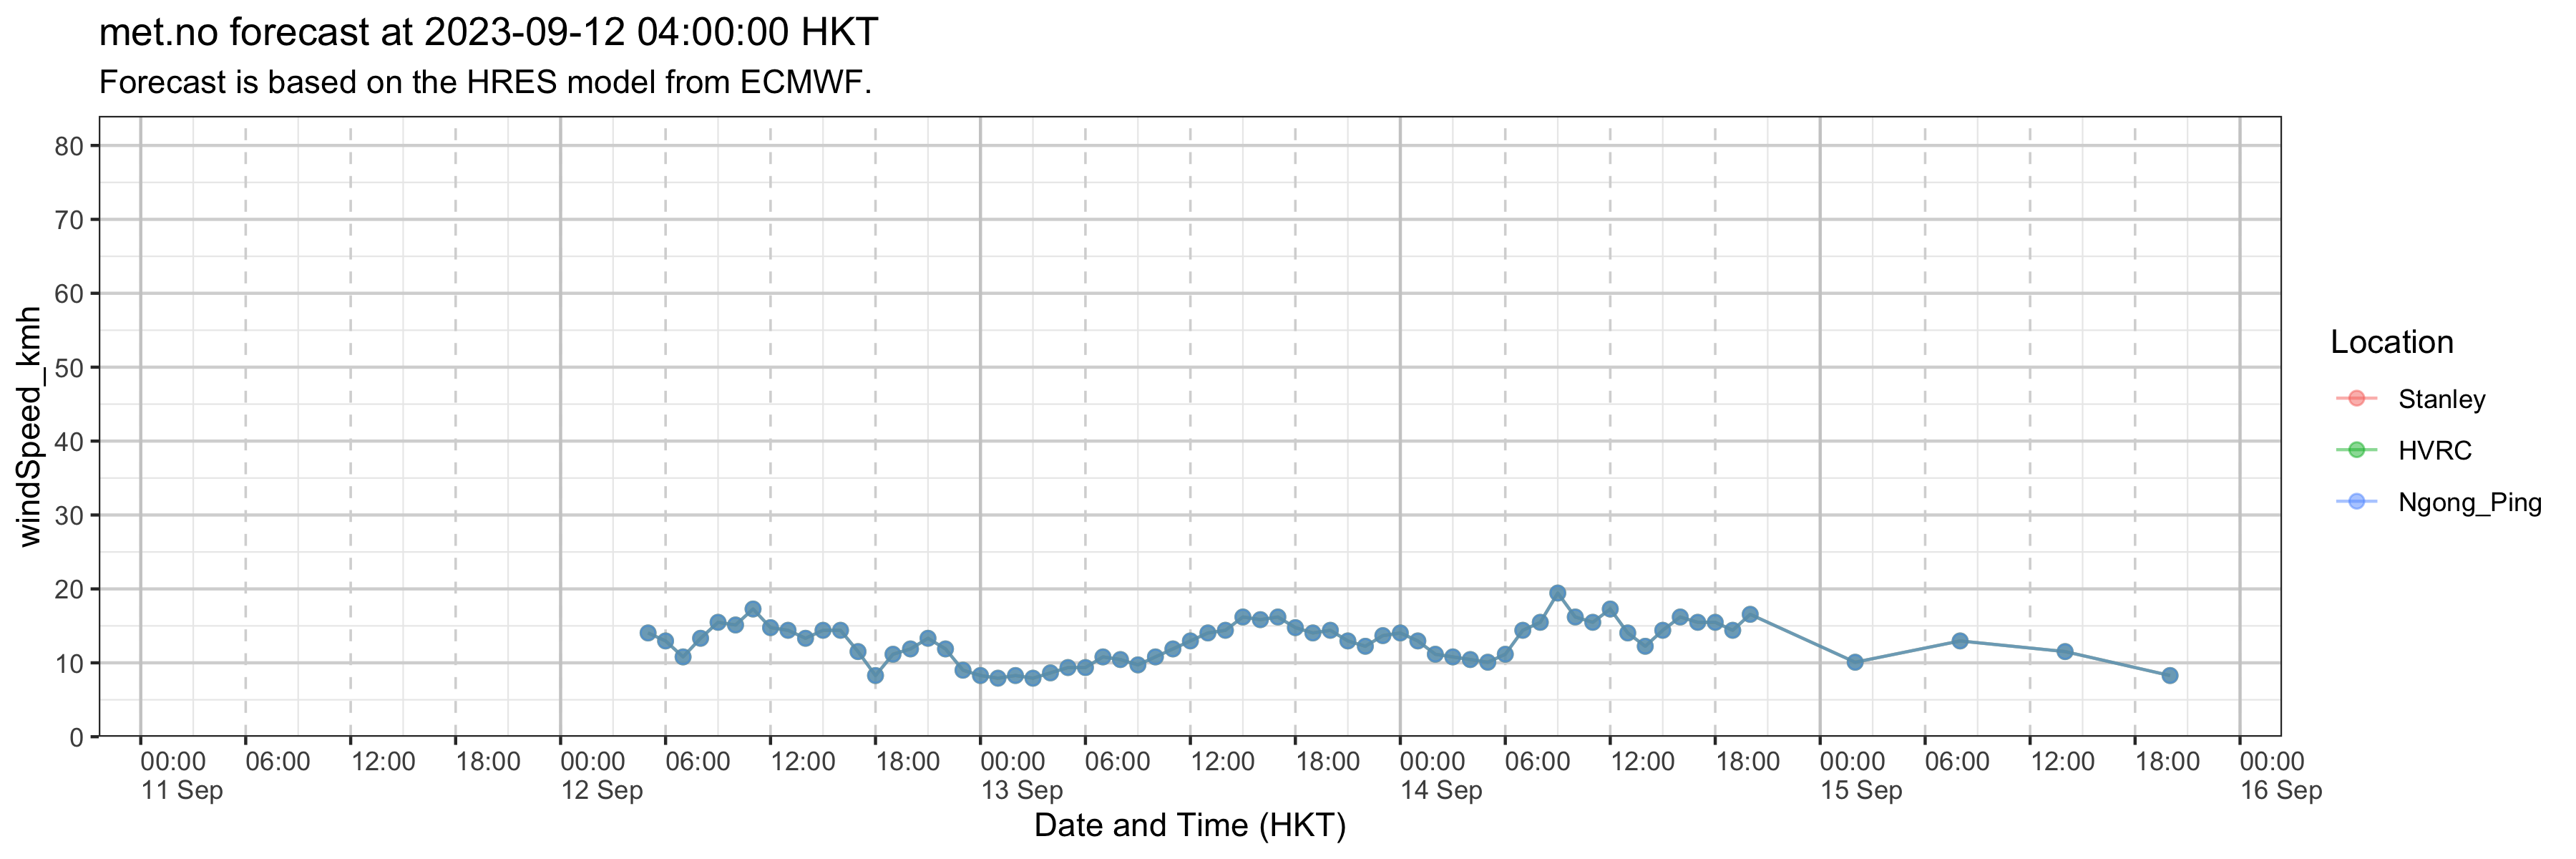 met.no forecast at 2023-09-12 04:00:00 HKT
Forecast is based on the HRES model from ECMWF.
windSpeed_kmh
80
70
60
50
40
30
20
10
0
00:00 06:00 12:00 18:00 00:00 06:00 12:00 18:00 00:00 06:00 12:00 18:00 00:00 06:00 12:00 18:00 00:00 06:00 12:00 18:00 00:00
11 Sep 12 Sep 13 Sep 14 Sep 15 Sep 16 Sep
Date and Time (HKT)
Location
Stanley
HVRC
Ngong_Ping